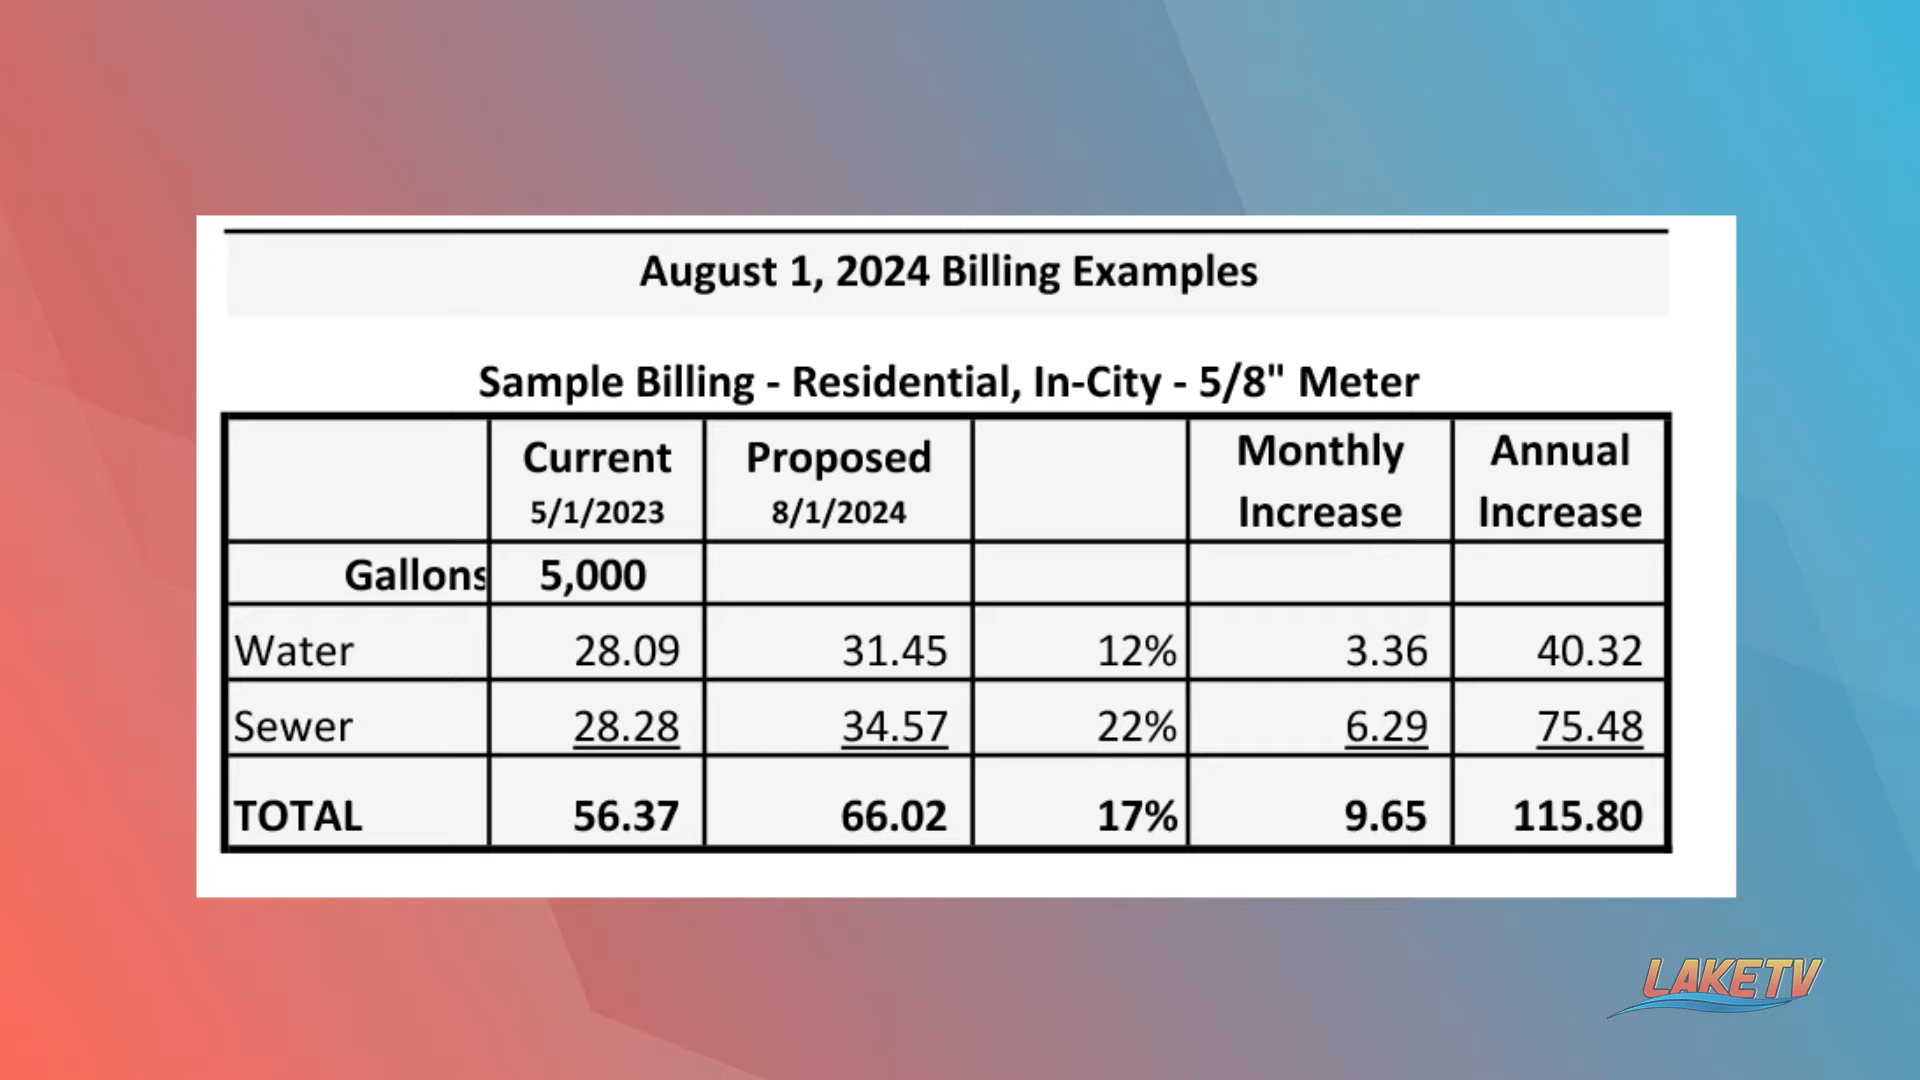 August 1, 2024 Billing Examples
Sample Billing - Residential, In-City - 5/8" Meter
Current Proposed Monthly Annual
5/1/2023 8/1/2024 Increase Increase
Gallons 5,000
Water 28.09 31.45 12% 3.36 40.32
Sewer 28.28 34.57 22% 6.29 75.48
TOTAL 56.37 66.02 17% 9.65 115.80
LAKETV